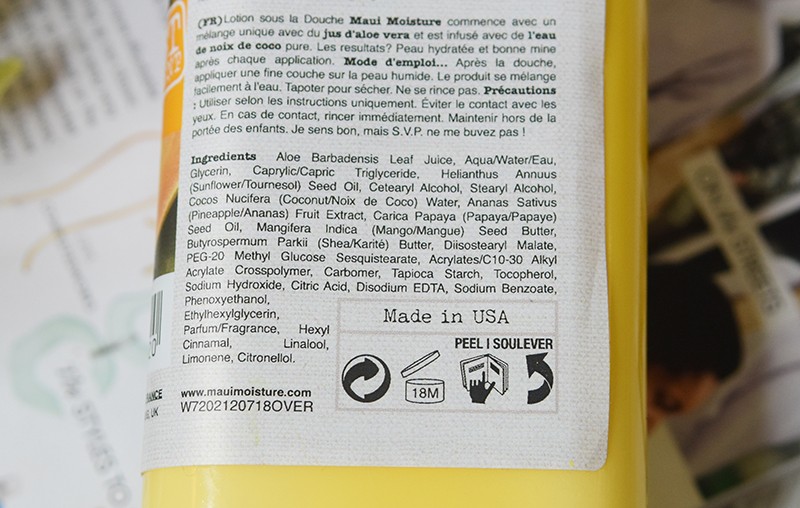 (FR)Lotion sous la Douche Maui Moisture commence avec un
mélange unique avec du jus d'aloe vera et est infusé avec de l'eau
de noix de coco pure. Les resultats? Peau hydratée et bonne mine
après chaque application. Mode d'emploi... Après la douche,
appliquer une fine couche sur la peau humide. Le produit se mélange
facilement à l'eau. Tapoter pour sécher. Ne se rince pas. Précautions
: Utiliser selon les instructions uniquement. Éviter le contact avec les
yeux. En cas de contact, rincer immédiatement. Maintenir hors de la
portée des enfants. Je sens bon, mais S.V.P. ne me buvez pas !
Ingredients Aloe Barbadensis Leaf Juice, Aqua/Water/Eau,
Glycerin, Caprylic/Capric Triglyceride, Helianthus Annuus
(Sunflower/Tournesol) Seed Oil, Cetearyl Alcohol, Stearyl Alcohol,
Cocos Nucifera (Coconut/Noix de Coco) Water, Ananas Sativus
(Pineapple/Ananas) Fruit Extract, Carica Papaya (Papaya/Papaye)
Seed Oil, Mangifera Indica (Mango/Mangue) Seed Butter,
Butyrospermum Parkii (Shea/Karité) Butter, Diisostearyl Malate,
PEG-20 Methyl Glucose Sesquistearate, Acrylates/C10-30 Alkyl
Acrylate Crosspolymer, Carbomer, Tapioca Starch, Tocopherol,
Sodium Hydroxide, Citric Acid, Disodium EDTA, Sodium Benzoate,
Phenoxyethanol,
Ethylhexylglycerin,
Parfum/Fragrance, Hexyl
Cinnamal, Linalool,
Limonene, Citronellol.
Made in USA
PEEL I SOULEVER
18M
www.mauimoisture.com
W7202120718OVER
UK
STYLES TO
STREETS